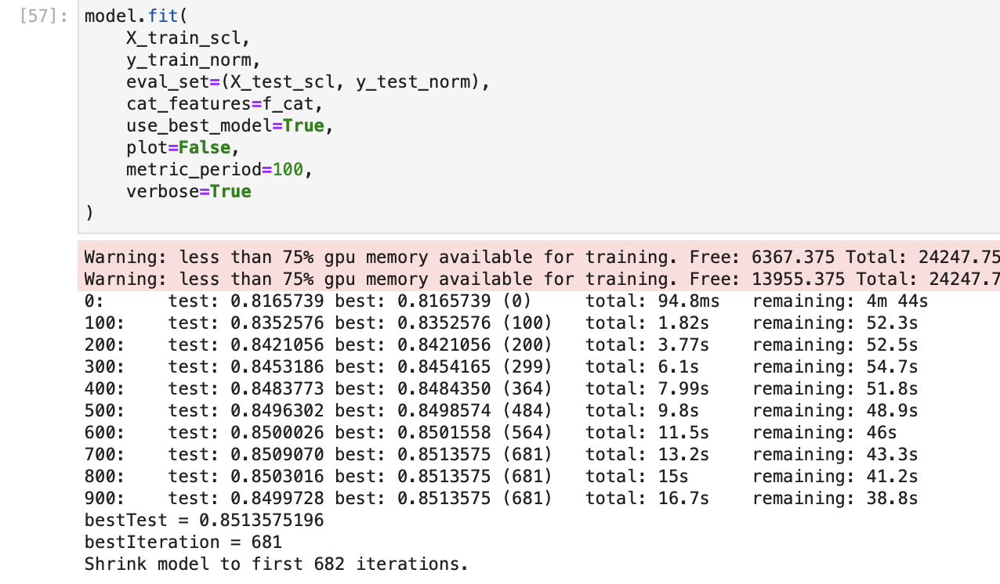 [57]: model.fit(
X_train_scl,
y_train_norm,
eval_set=(X_test_scl, y_test_norm),
cat_features=f_cat,
use_best_model=True,
plot=False,
metric_period=100,
verbose=True
)
Warning: less than 75% gpu memory available for training. Free: 6367.375 Total: 24247.75
Warning: less than 75% gpu memory available for training. Free: 13955.375 Total: 24247.7
0: test: 0.8165739 best: 0.8165739 (0) total: 94.8ms remaining: 4m 44s
100: test: 0.8352576 best: 0.8352576 (100) total: 1.82s remaining: 52.3s
200: test: 0.8421056 best: 0.8421056 (200) total: 3.77s remaining: 52.5s
300: test: 0.8453186 best: 0.8454165 (299) total: 6.1s remaining: 54.7s
400: test: 0.8483773 best: 0.8484350 (364) total: 7.99s remaining: 51.8s
500: test: 0.8496302 best: 0.8498574 (484) total: 9.8s remaining: 48.9s
600: test: 0.8500026 best: 0.8501558 (564) total: 11.5s remaining: 46s
700: test: 0.8509070 best: 0.8513575 (681) total: 13.2s remaining: 43.3s
800: test: 0.8503016 best: 0.8513575 (681) total: 15s remaining: 41.2s
900: test: 0.8499728 best: 0.8513575 (681) total: 16.7s remaining: 38.8s
bestTest = 0.8513575196
bestIteration = 681
Shrink model to first 682 iterations.